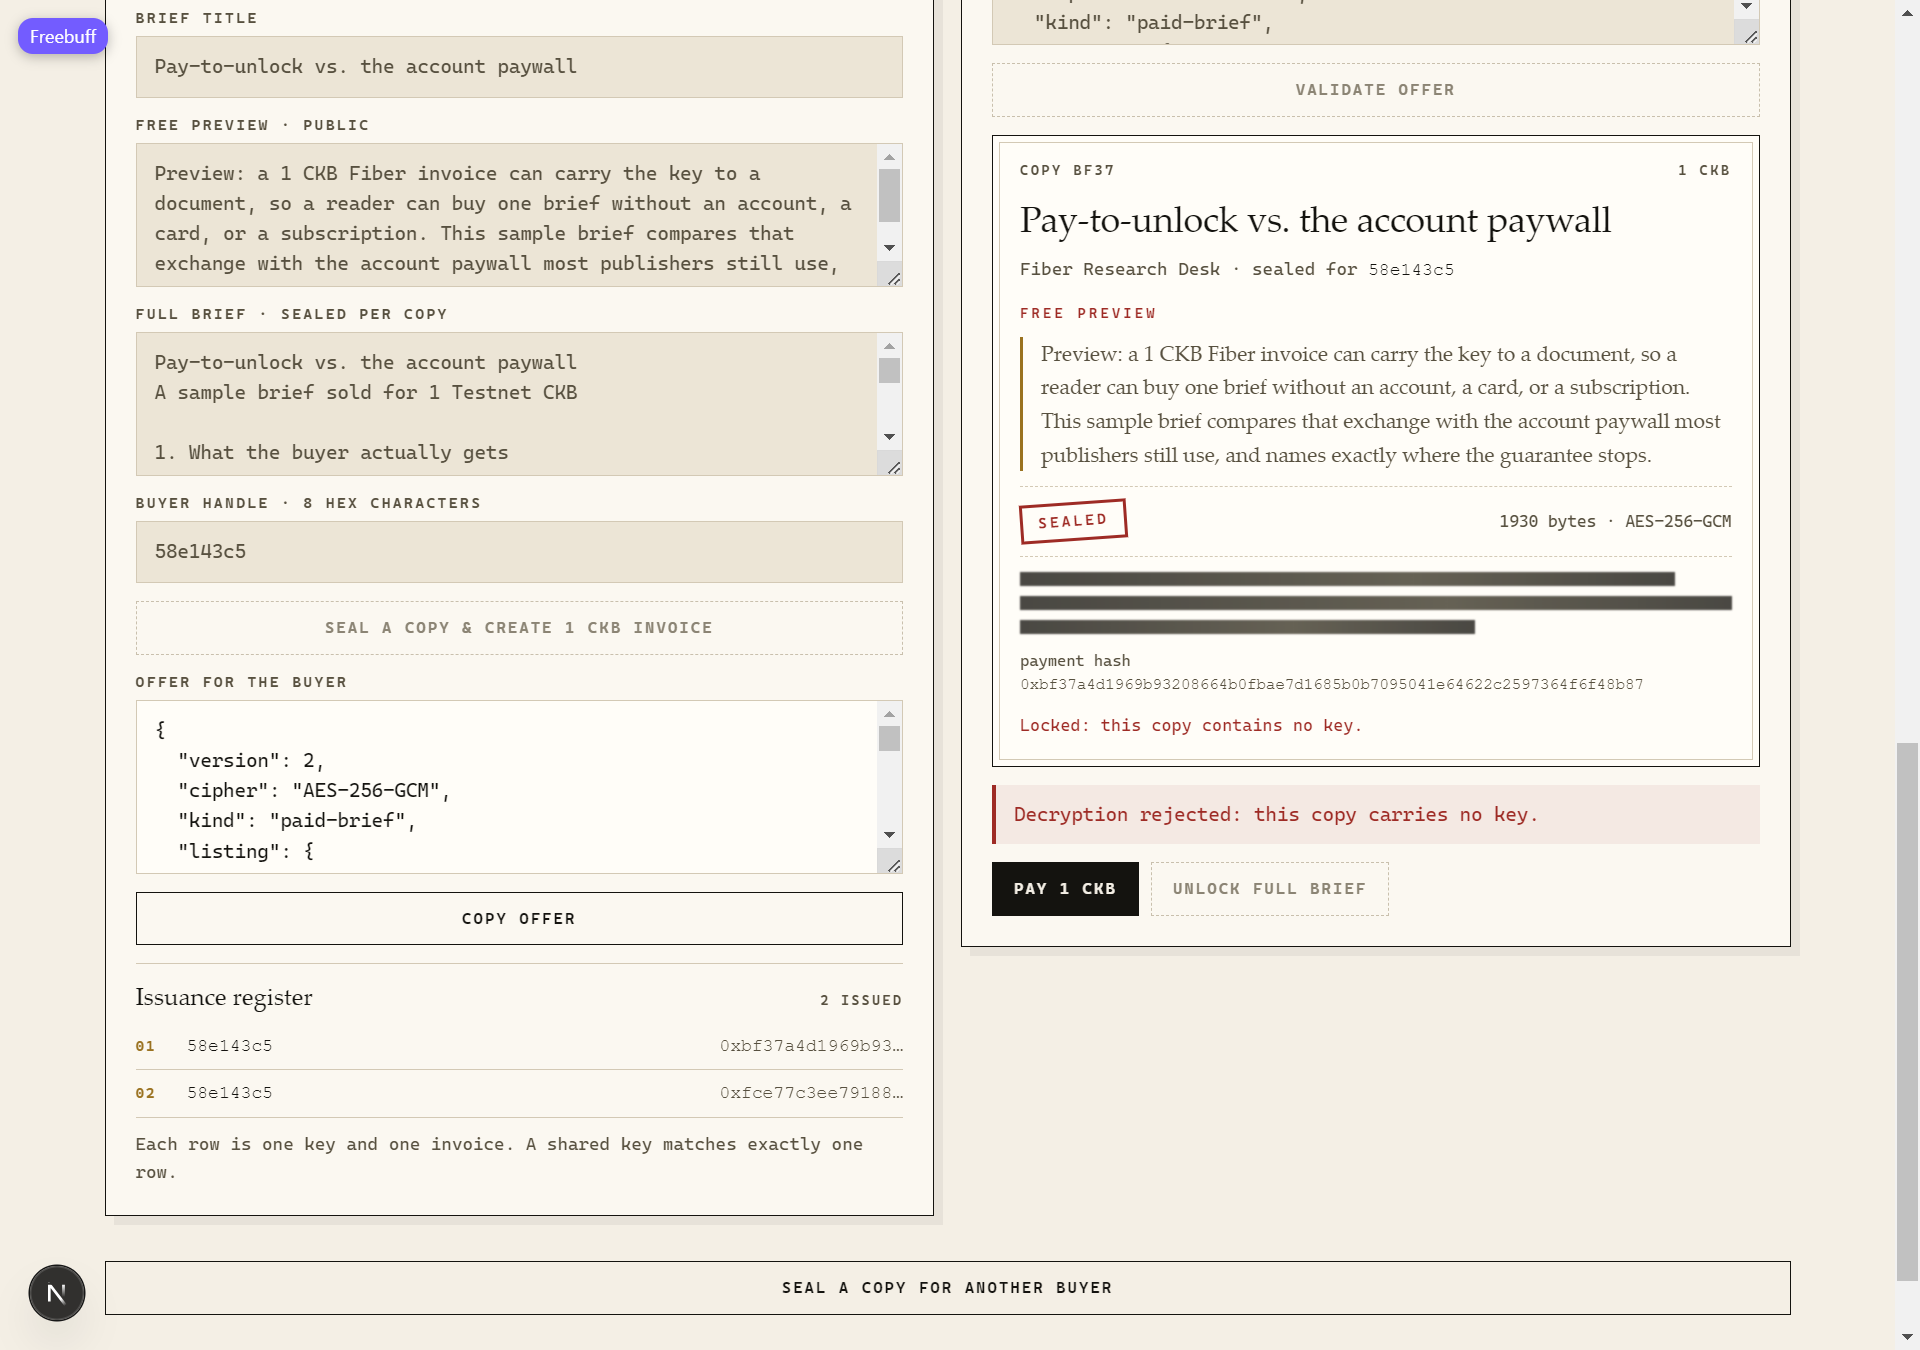 Freebuff
BRIEF TITLE
Pay-to-unlock vs. the account paywall
FREE PREVIEW · PUBLIC
Preview: a 1 CKB Fiber invoice can carry the key to a
document, so a reader can buy one brief without an account, a
card, or a subscription. This sample brief compares that
exchange with the account paywall most publishers still use,
FULL BRIEF · SEALED PER COPY
Pay-to-unlock vs. the account paywall
A sample brief sold for 1 Testnet CKB
1. What the buyer actually gets
BUYER HANDLE · 8 HEX CHARACTERS
58e143c5
SEAL A COPY & CREATE 1 CKB INVOICE
OFFER FOR THE BUYER
{
"version": 2,
"cipher": "AES-256-GCM",
"kind": "paid-brief",
"listing": {
COPY OFFER
Issuance register
2 ISSUED
01 58e143c5 0xbf37a4d1969b93…
02 58e143c5 0xfce77c3ee79188…
Each row is one key and one invoice. A shared key matches exactly one
row.
"kind": "paid-brief",
VALIDATE OFFER
COPY BF37
1 CKB
Pay-to-unlock vs. the account paywall
Fiber Research Desk · sealed for 58e143c5
FREE PREVIEW
Preview: a 1 CKB Fiber invoice can carry the key to a document, so a
reader can buy one brief without an account, a card, or a subscription.
This sample brief compares that exchange with the account paywall most
publishers still use, and names exactly where the guarantee stops.
SEALED
1930 bytes · AES-256-GCM
payment hash
0xbf37a4d1969b93208664b0fbae7d1685b0b7095041e64622c2597364f6f48b87
Locked: this copy contains no key.
Decryption rejected: this copy carries no key.
PAY 1 CKB
UNLOCK FULL BRIEF
N
SEAL A COPY FOR ANOTHER BUYER